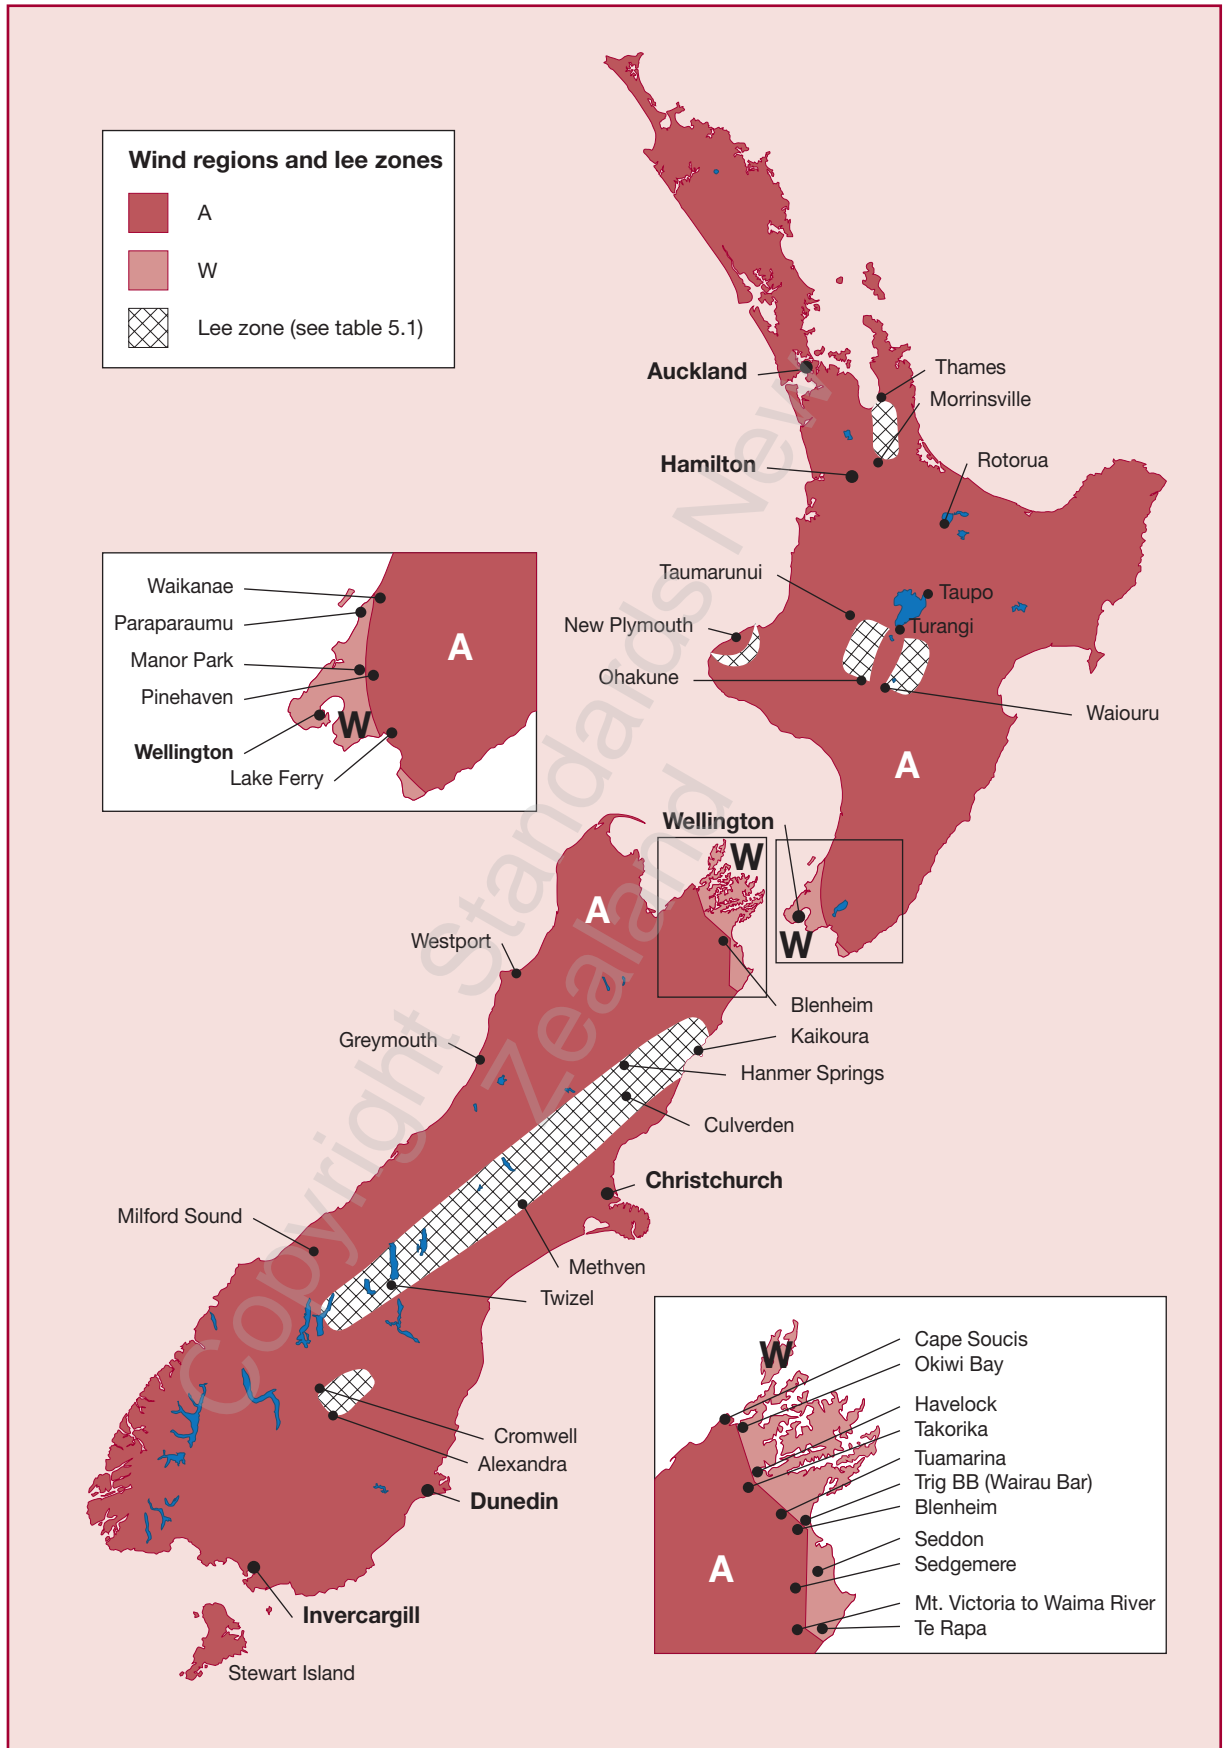 Wind regions and lee zones
A
W
Lee zone (see table 5.1)
Auckland
Thames
Morrinsville
Hamilton
Rotorua
Taumarunui
Taupo
New Plymouth
Turangi
Ohakune
Waiouru
A
Waikanae
Paraparaumu
Manor Park
Pinehaven
Wellington
Lake Ferry
A
W
Wellington
W
W
A
Westport
Blenheim
Greymouth
Kaikoura
Hanmer Springs
Culverden
Christchurch
Milford Sound
Methven
Twizel
Cromwell
Alexandra
Dunedin
Invercargill
Stewart Island
W
Cape Soucis
Okiwi Bay
Havelock
Takorika
Tuamarina
Trig BB (Wairau Bar)
Blenheim
Seddon
Sedgemere
Mt. Victoria to Waima River
Te Rapa
A
Copyright Standards New
Zealand